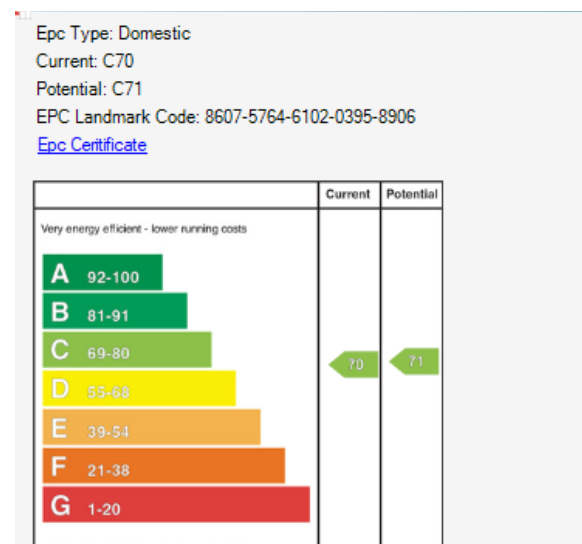 Epc Type: Domestic
Current: C70
Potential: C71
EPC Landmark Code: 8607-5764-6102-0395-8906
Epc Ceritificate
Current Potential
Very energy efficient - lower running costs
A 92-100
B 81-91
C 69-80
70 71
D 55-68
E 39-54
F 21-38
G 1-20